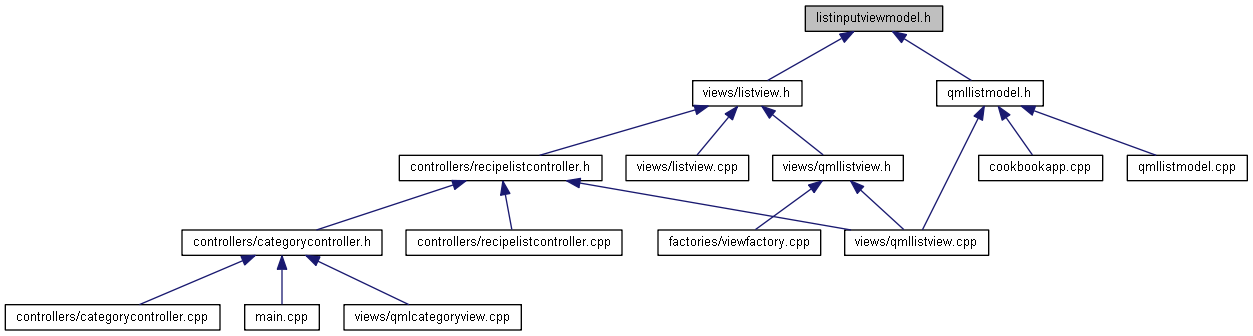 listinputviewmodel.h
views/listview.h
qmllistmodel.h
controllers/recipelistcontroller.h
views/listview.cpp
views/qmllistview.h
cookbookapp.cpp
qmllistmodel.cpp
controllers/categorycontroller.h
controllers/recipelistcontroller.cpp
factories/viewfactory.cpp
views/qmllistview.cpp
controllers/categorycontroller.cpp
main.cpp
views/qmlcategoryview.cpp